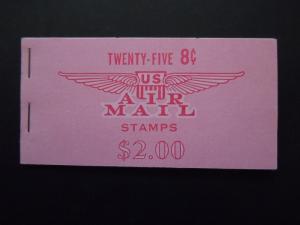 TWENTY-FIVE 8¢
US
AIR
MAIL
STAMPS
$2.00